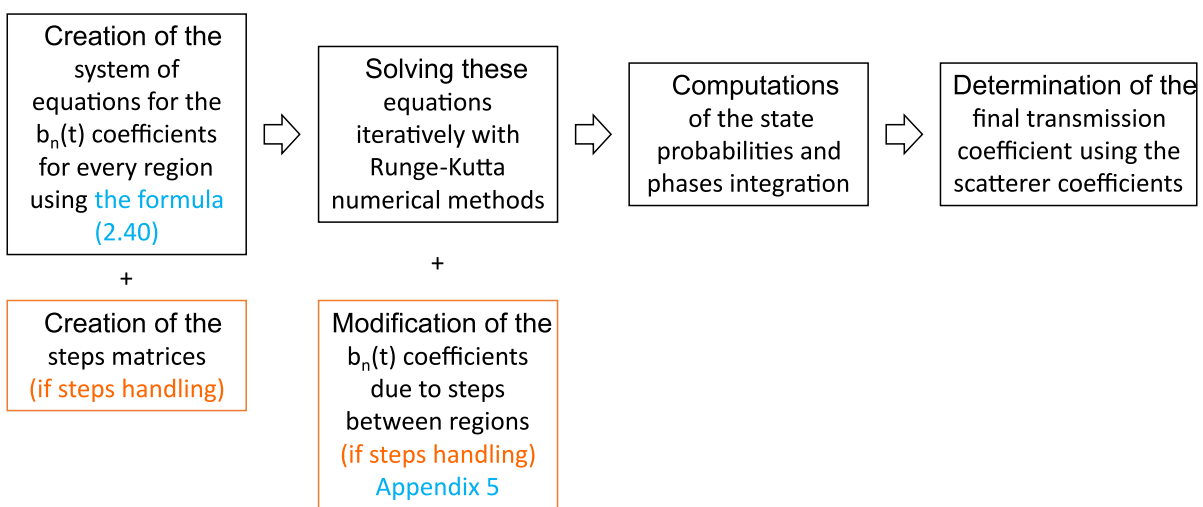 Creation of the
system of
equations for the
bn(t) coefficients
for every region
using the formula
(2.40)
+
Creation of the
steps matrices
(if steps handling)
Solving these
equations
iteratively with
Runge-Kutta
numerical methods
+
Modification of the
bn(t) coefficients
due to steps
between regions
(if steps handling)
Appendix 5
Computations
of the state
probabilities and
phases integration
Determination of the
final transmission
coefficient using the
scatterer coefficients